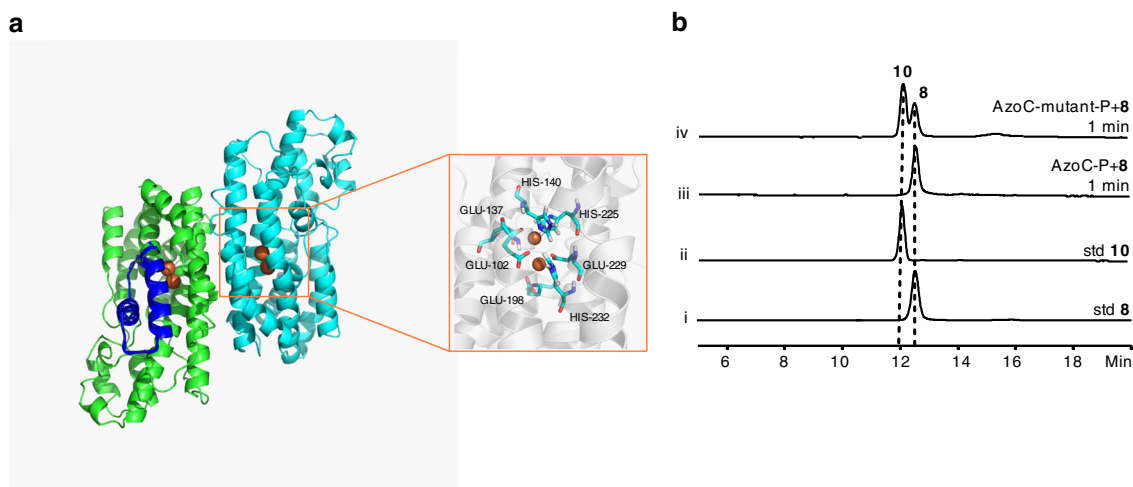 a
HIS-140
GLU-137
HIS-225
GLU-102
GLU-229
GLU-198
HIS-232
b
10
8
AzoC-mutant-P+8
1 min
iv
AzoC-P+8
1 min
iii
ii
std 10
i
std 8
6 8 10 12 14 16 18 Min